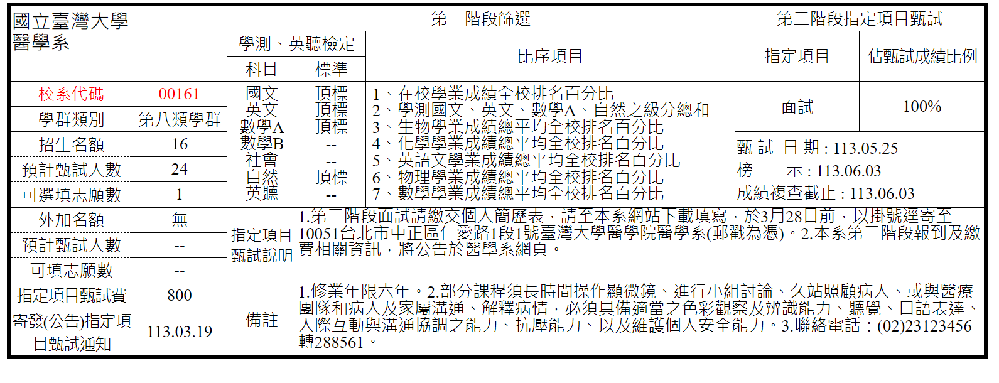 國立臺灣大學
醫學系
第一階段篩選
第二階段指定項目甄試
學測、英聽檢定
比序項目
指定項目
佔甄試成績比例
科目
標準
校系代碼
00161
國文
頂標
1、在校學業成績全校排名百分比
面試
100%
英文
頂標
2、學測國文、英文、數學A、自然之級分總和
學群類別
第八類學群
數學A
頂標
3、生物學業成績總平均全校排名百分比
招生名額
16
數學B
--
4、化學學業成績總平均全校排名百分比
甄 試 日 期 : 113.05.25
社會
--
5、英語文學業成績總平均全校排名百分比
預計甄試人數
24
自然
頂標
6、物理學業成績總平均全校排名百分比
榜 示 : 113.06.03
可選填志願數
1
英聽
--
7、數學學業成績總平均全校排名百分比
成績複查截止 : 113.06.03
外加名額
無
預計甄試人數
--
可填志願數
--
指定項目
甄試說明
1.第二階段面試請繳交個人簡歷表，請至本系網站下載填寫，於3月28日前，以掛號逕寄至
10051台北市中正區仁愛路1段1號臺灣大學醫學院醫學系(郵戳為憑)。2.本系第二階段報到及繳
費相關資訊，將公告於醫學系網頁。
指定項目甄試費
800
寄發(公告)指定項
目甄試通知
113.03.19
備註
1.修業年限六年。2.部分課程須長時間操作顯微鏡、進行小組討論、久站照顧病人、或與醫療
團隊和病人及家屬溝通、解釋病情，必須具備適當之色彩觀察及辨識能力、聽覺、口語表達、
人際互動與溝通協調之能力、抗壓能力、以及維護個人安全能力。3.聯絡電話：(02)23123456
轉288561。